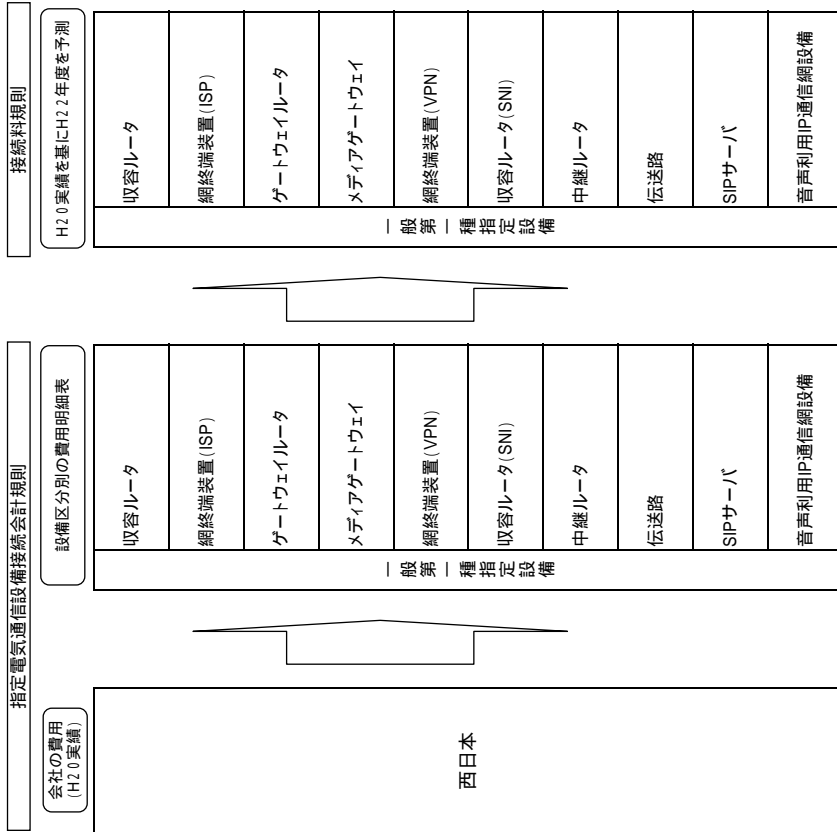 指定電気通信設備接続会計規則
会社の費用
(H20実績)
西日本
設備区分別の費用明細表
一般第一種指定設備
収容ルータ
網終端装置(ISP)
ゲートウェイルータ
メディアゲートウェイ
網終端装置(VPN)
収容ルータ(SNI)
中継ルータ
伝送路
SIPサーバ
音声利用IP通信網設備
接続料規則
H20実績を基にH22年度を予測
一般第一種指定設備
収容ルータ
網終端装置(ISP)
ゲートウェイルータ
メディアゲートウェイ
網終端装置(VPN)
収容ルータ(SNI)
中継ルータ
伝送路
SIPサーバ
音声利用IP通信網設備